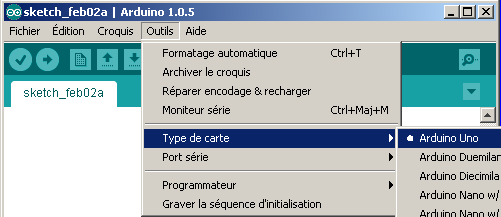 sketch_feb02a | Arduino 1.0.5
Fichier Édition Croquis Outils Aide
sketch_feb02a
Formatage automatique Ctrl+T
Archiver le croquis
Réparer encodage & recharger
Moniteur série Ctrl+Maj+M
Type de carte
Port série
Programmateur
Graver la séquence d'initialisation
Arduino Uno
Arduino Duemilan
Arduino Diecimila
Arduino Nano w/
Arduino Nano w/